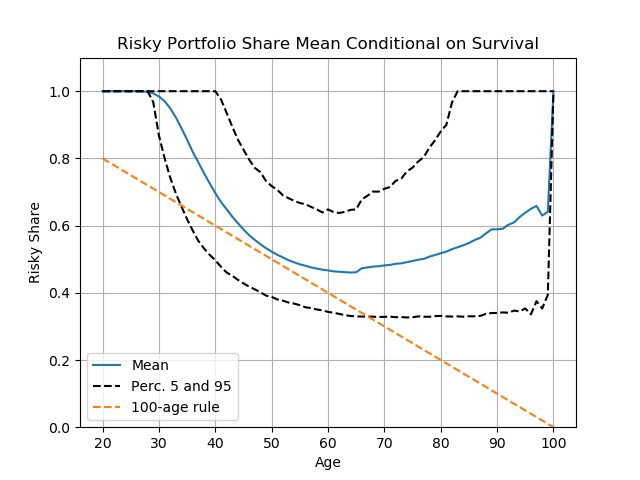 Risky Portfolio Share Mean Conditional on Survival
1.0
0.8
0.6
0.4
0.2
0.0
Risky Share
Mean
Perc. 5 and 95
100-age rule
20 30 40 50 60 70 80 90 100
Age